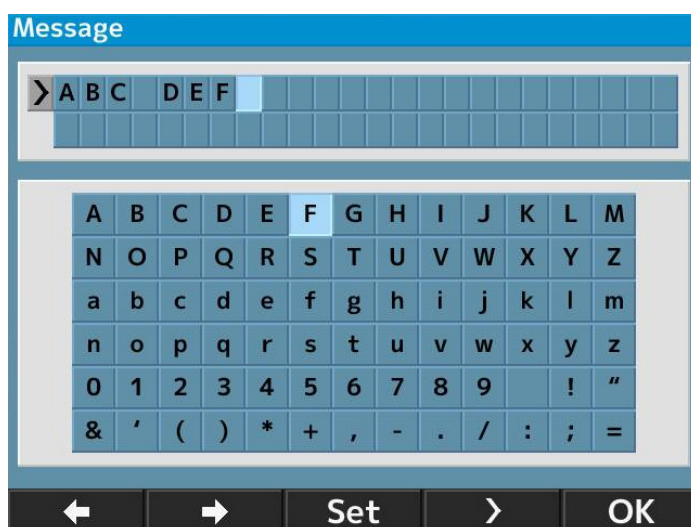 Message
> ABC DEF
A B C D E F G H I J K L M
N O P Q R S T U V W X Y Z
a b c d e f g h i j k l m
n o p q r s t u v w x y z
0 1 2 3 4 5 6 7 8 9 ! "
& ' ( ) * + , - . / : ; =
← → Set > OK